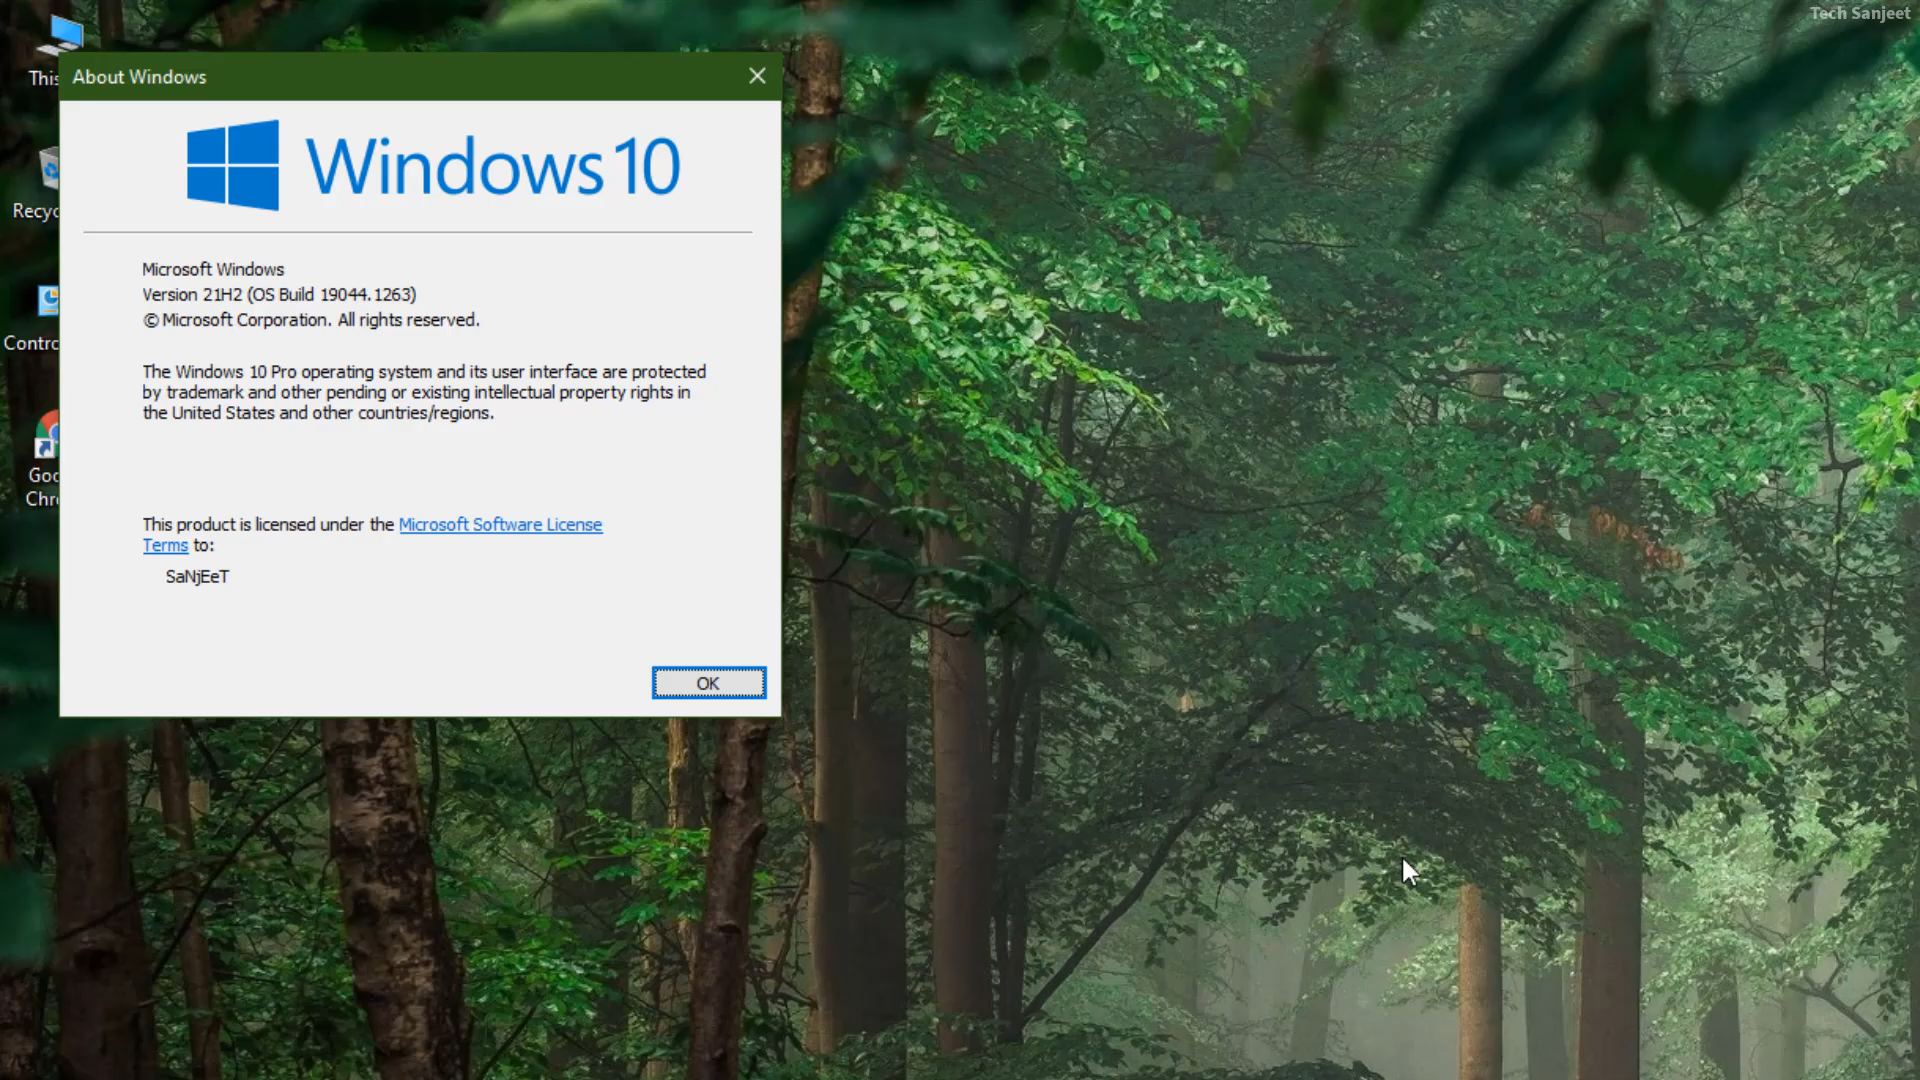 Tech Sanjeet
This
About Windows
Windows 10
Recyc
Microsoft Windows
Version 21H2 (OS Build 19044.1263)
© Microsoft Corporation. All rights reserved.
Contro
The Windows 10 Pro operating system and its user interface are protected
by trademark and other pending or existing intellectual property rights in
the United States and other countries/regions.
Goo
Chr
This product is licensed under the Microsoft Software License
Terms to:
SaNjEeT
OK